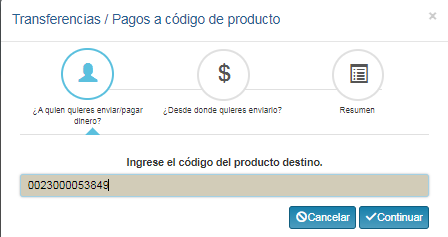 Transferencias / Pagos a código de producto
×
$
¿A quien quieres enviar/pagar
dinero?
¿Desde donde quieres enviarlo?
Resumen
Ingrese el código del producto destino.
0023000053849
Cancelar
Continuar